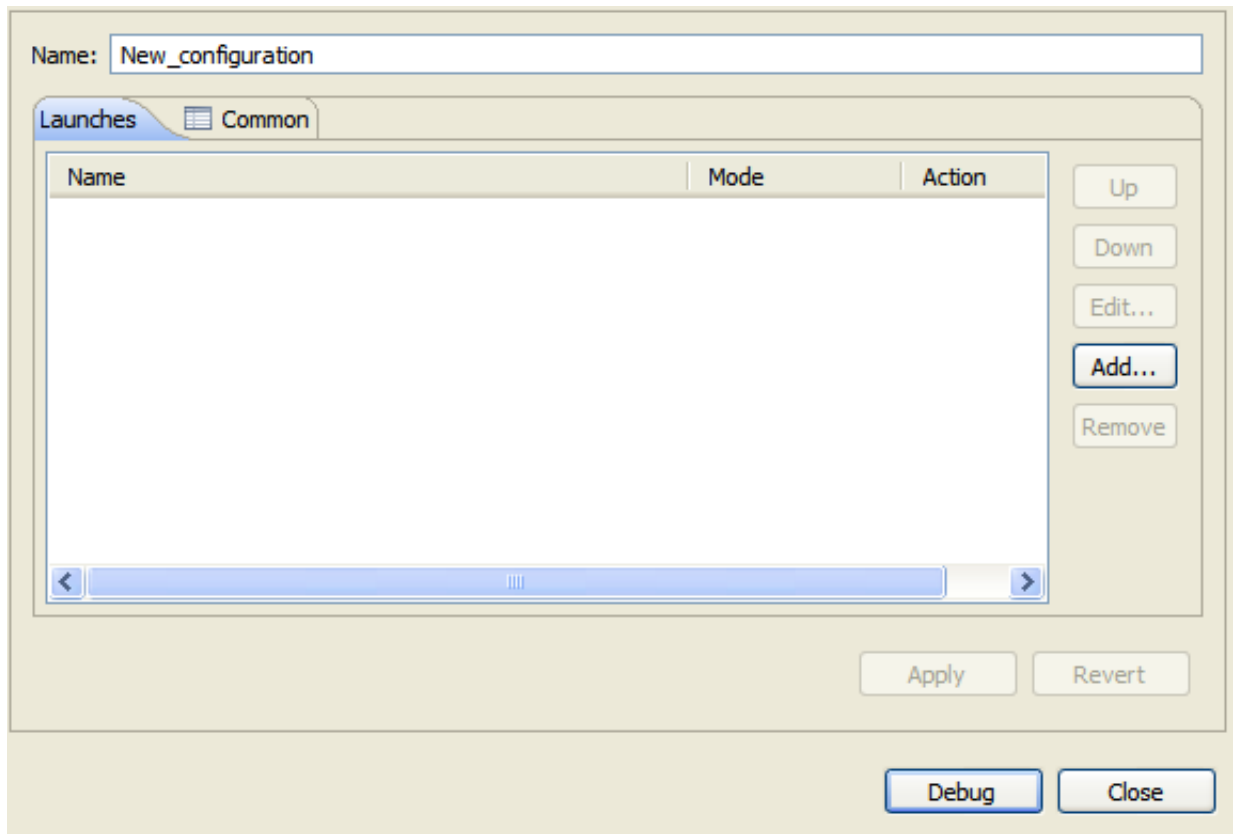 Name: New_configuration
Launches Common
Name Mode Action
Up
Down
Edit...
Add...
Remove
Apply Revert
Debug Close